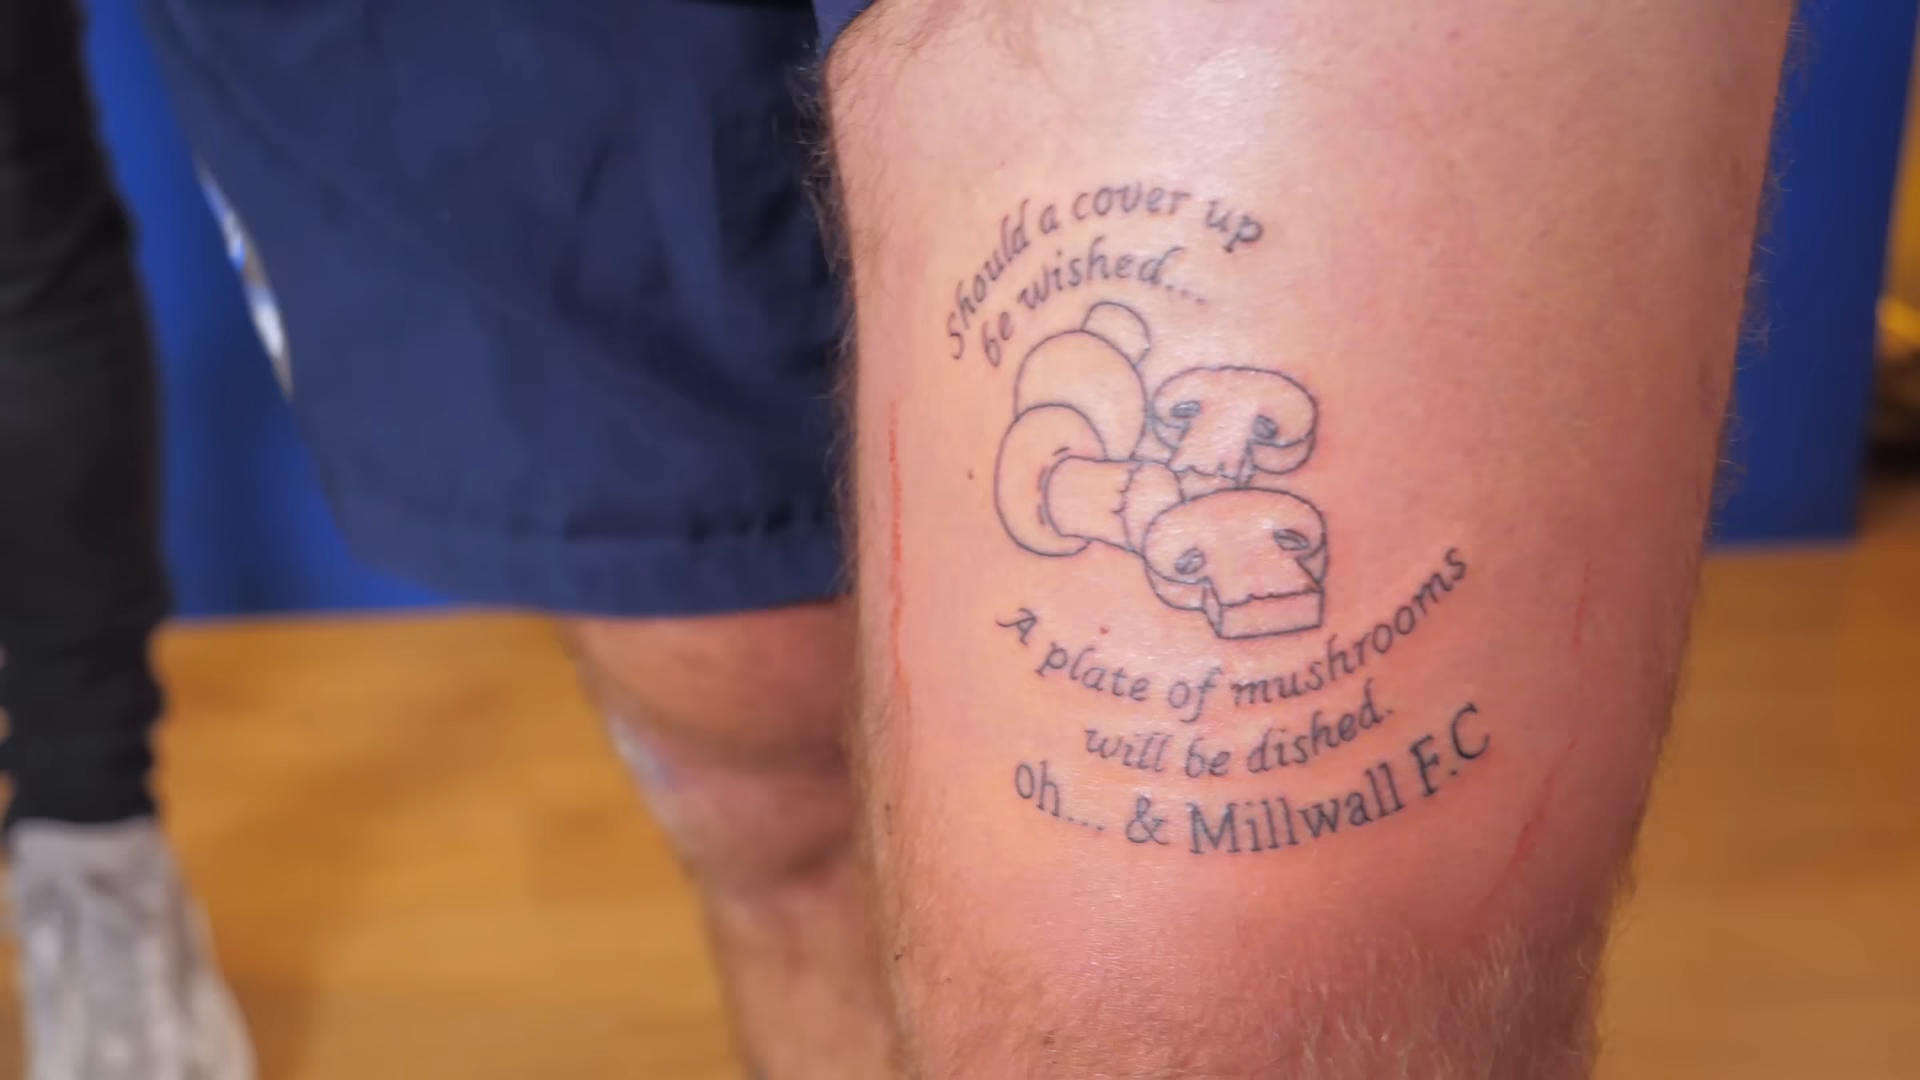 Should a cover up
be wished...
A plate of mushrooms
will be dished.
oh... & Millwall F.C